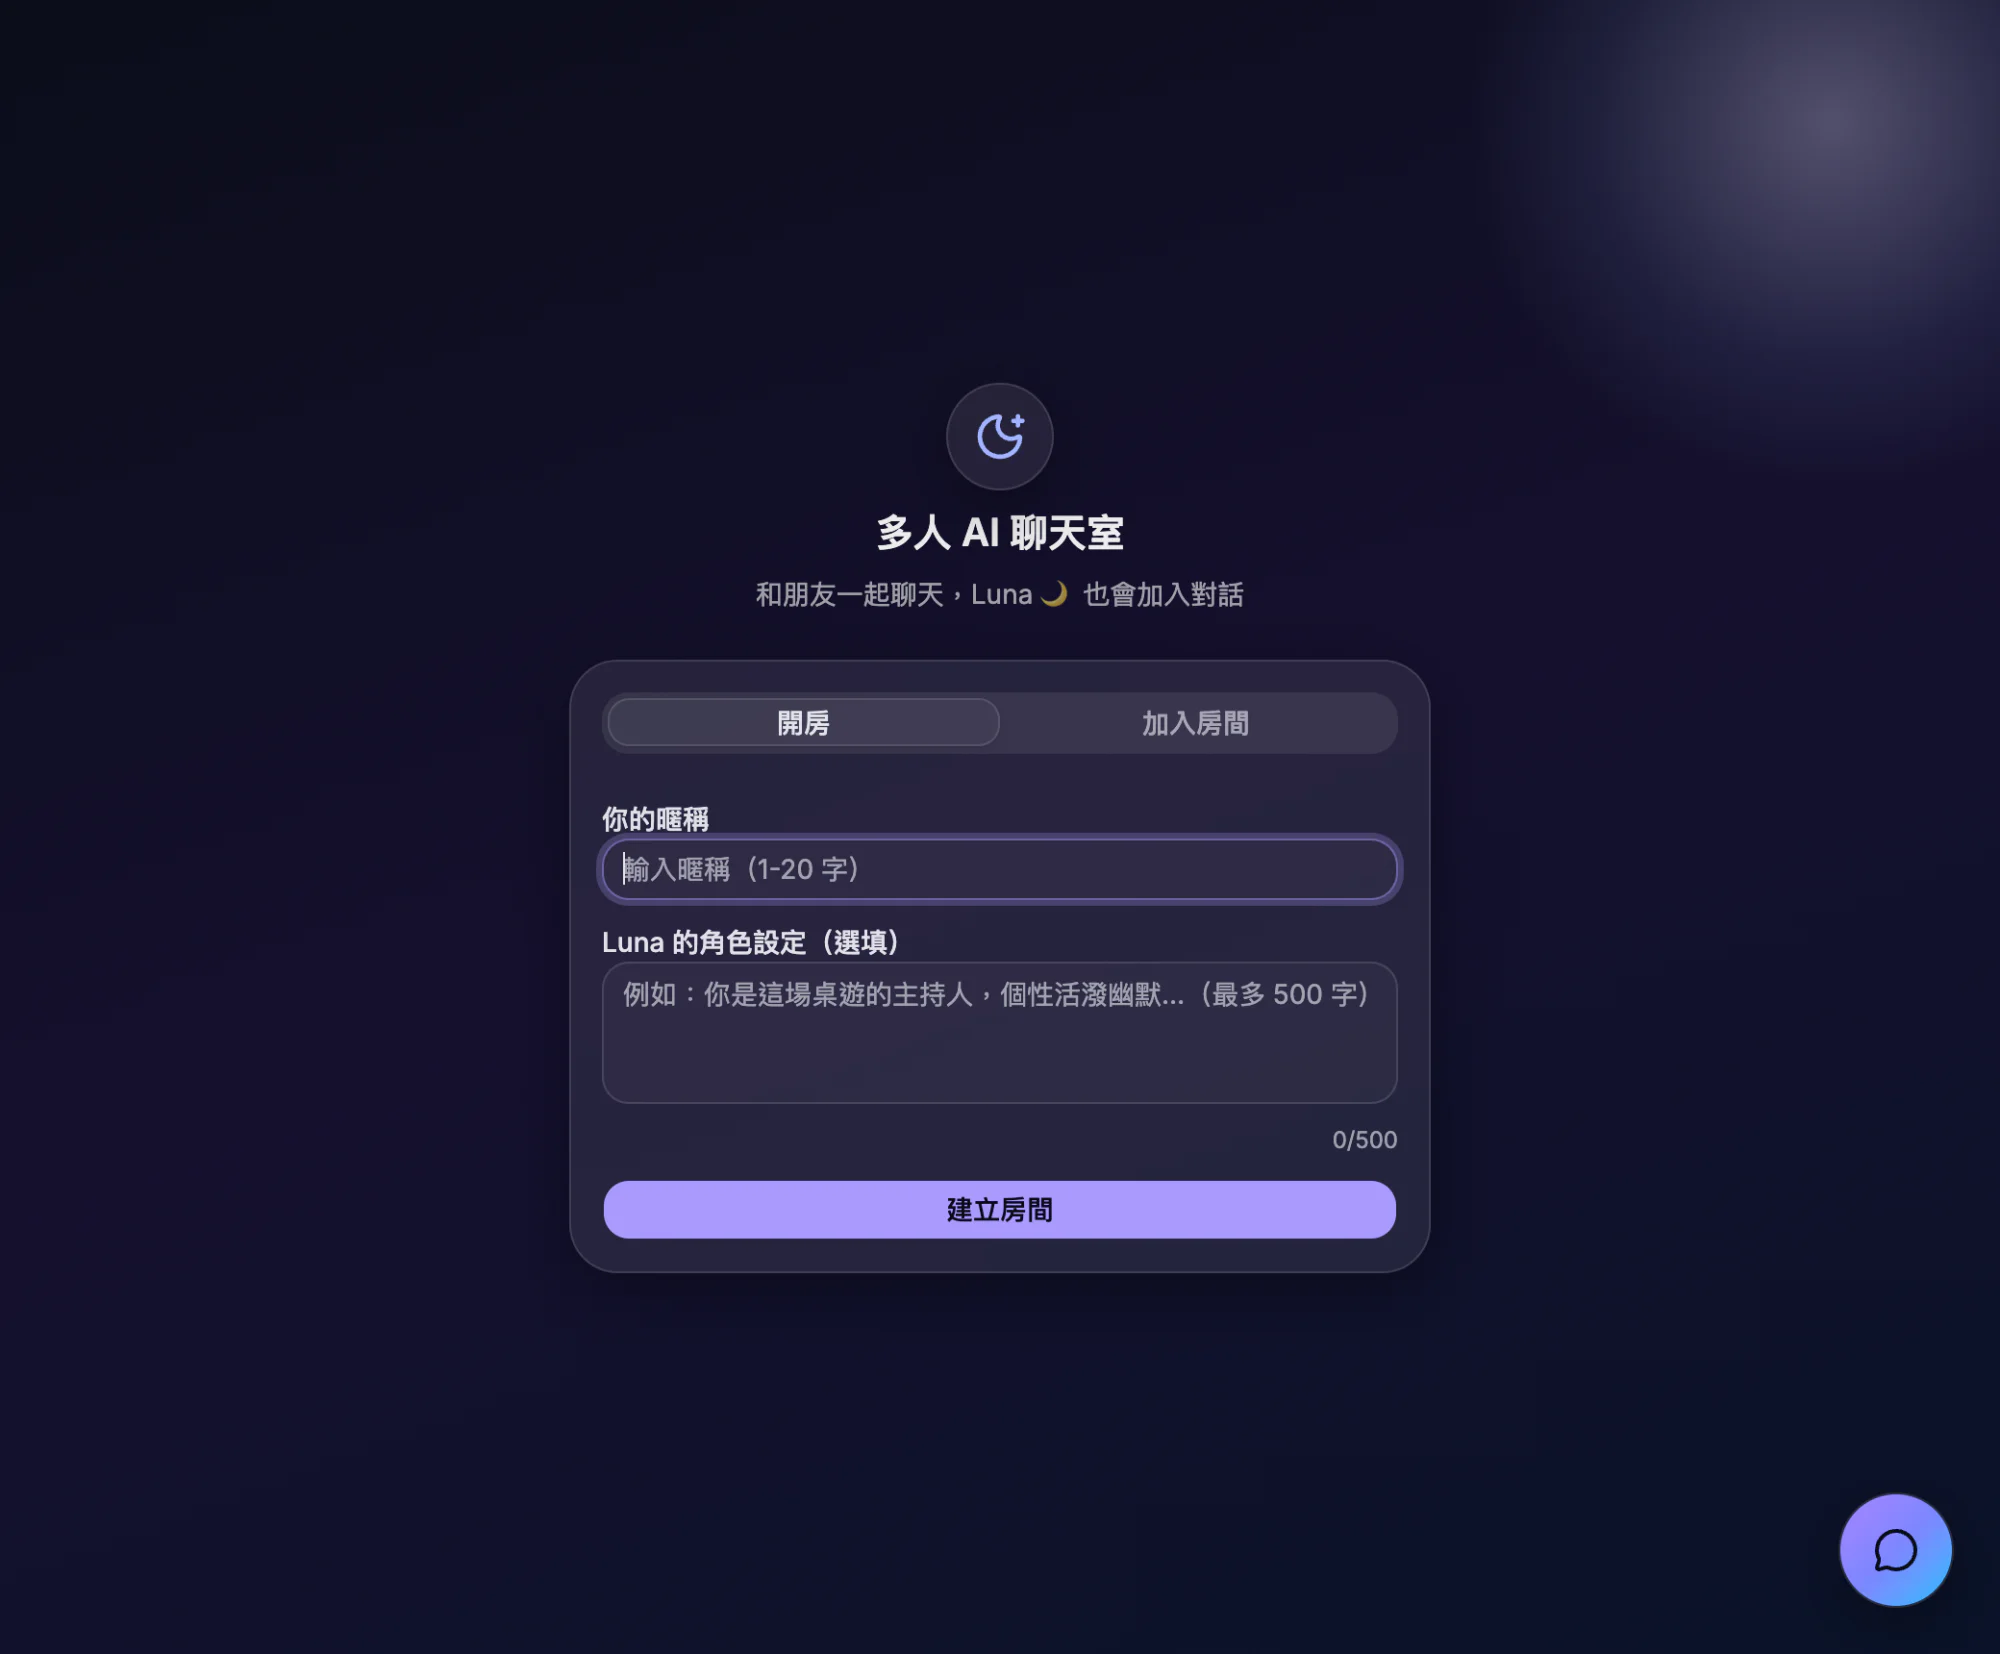 多人 AI 聊天室
和朋友一起聊天，Luna🌙 也會加入對話
開房
加入房間
你的暱稱
輸入暱稱（1-20 字）
Luna 的角色設定（選填）
例如：你是這場桌遊的主持人，個性活潑幽默...（最多 500 字）
0/500
建立房間